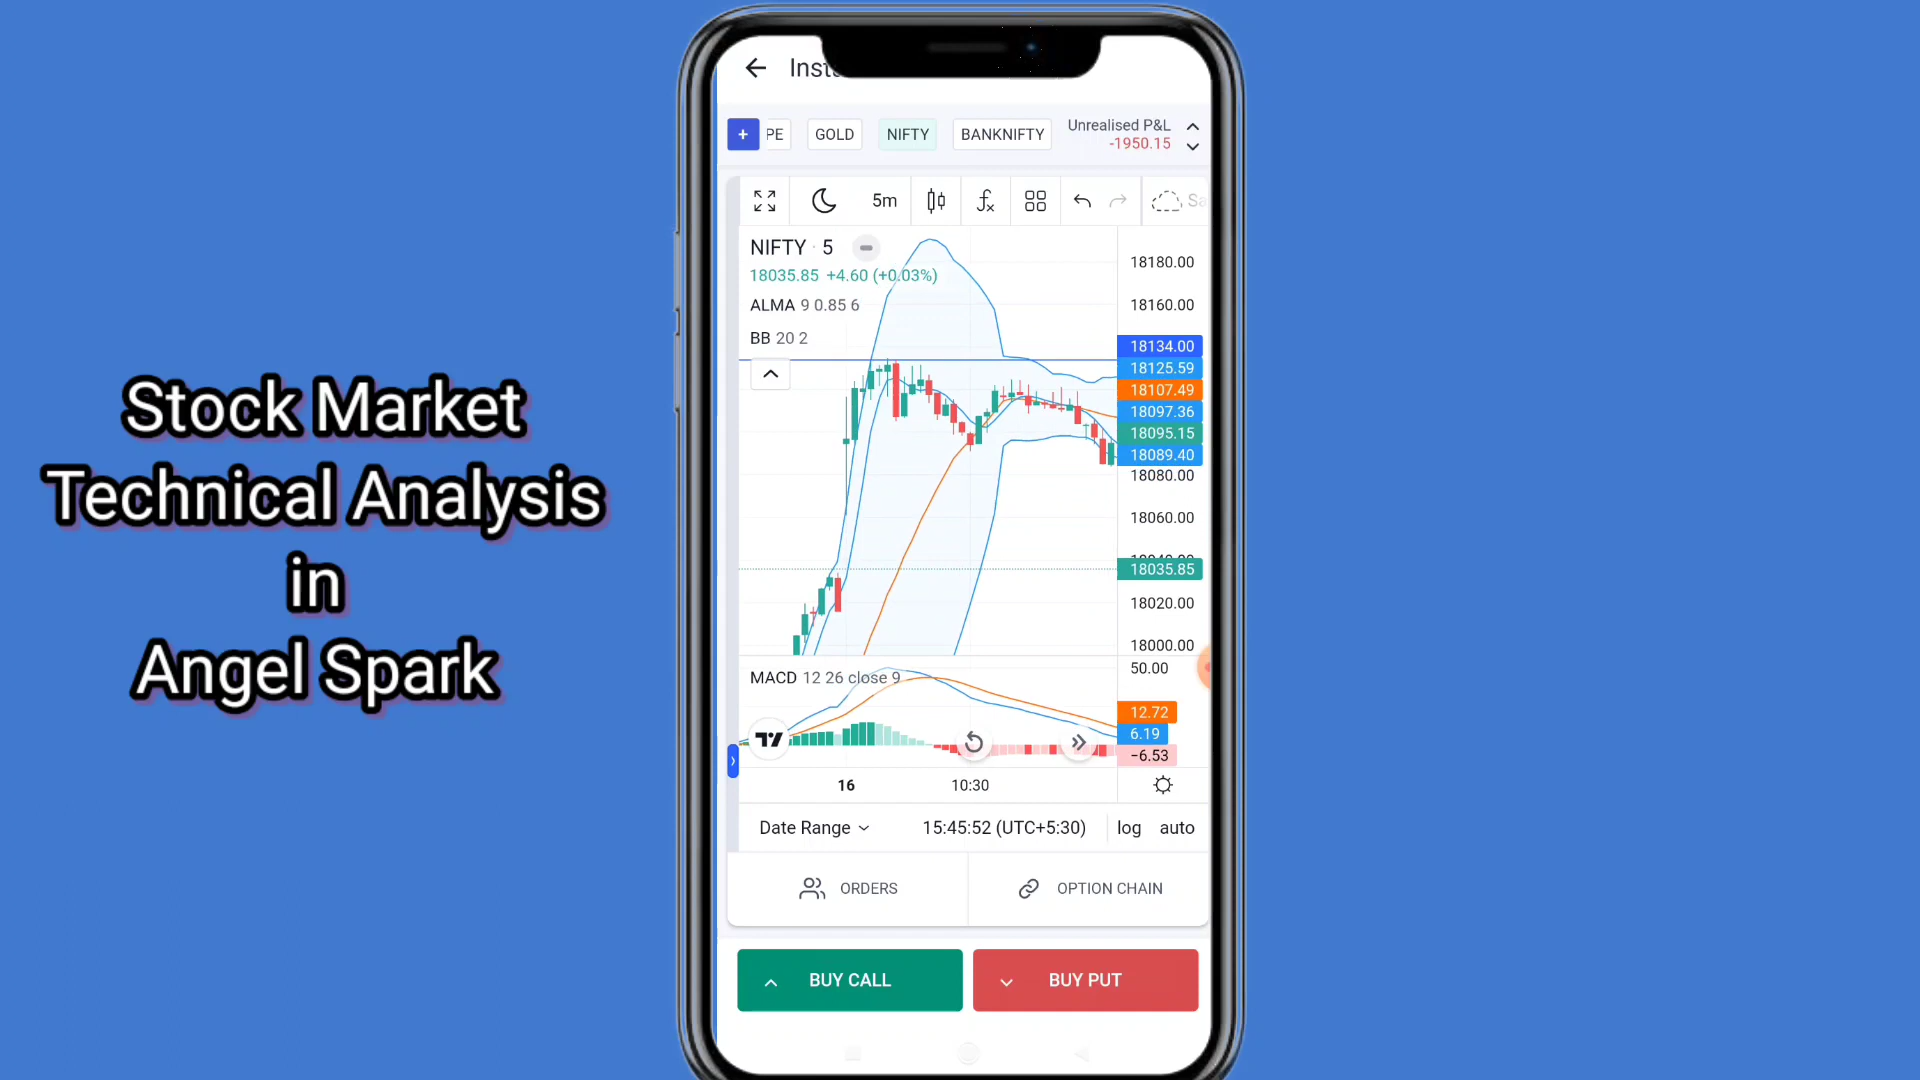 Stock Market
Technical Analysis
in
Angel Spark
PE
GOLD
NIFTY
BANKNIFTY
Unrealised P&L
-1950.15
5m
NIFTY · 5
18035.85 +4.60 (+0.03%)
ALMA 9 0.85 6
BB 20 2
18180.00
18160.00
18134.00
18125.59
18107.49
18097.36
18095.15
18089.40
18080.00
18060.00
18035.85
18020.00
18000.00
MACD 12 26 close 9
50.00
12.72
6.19
−6.53
16
10:30
Date Range
15:45:52 (UTC+5:30)
log
auto
ORDERS
OPTION CHAIN
BUY CALL
BUY PUT